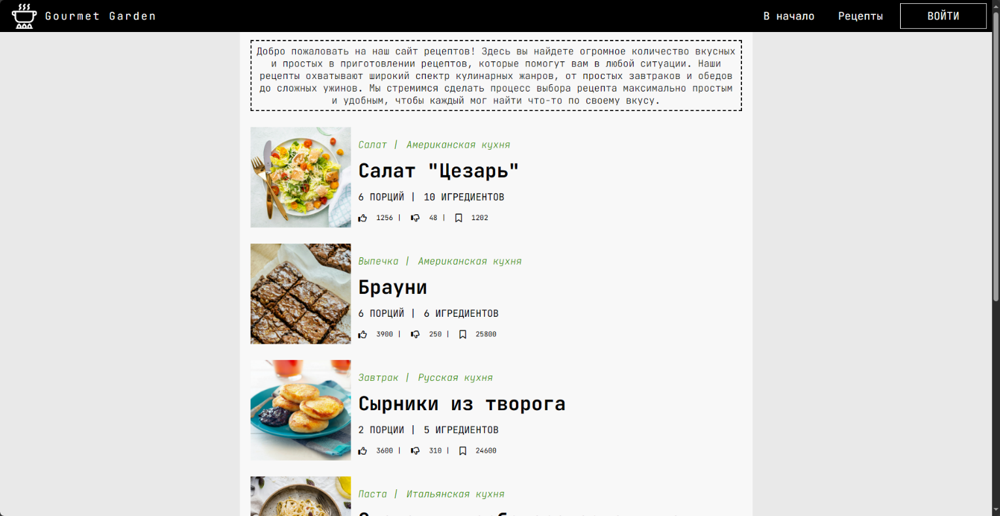 Gourmet Garden
В начало
Рецепты
ВОЙТИ
Добро пожаловать на наш сайт рецептов! Здесь вы найдете огромное количество вкусных
и простых в приготовлении рецептов, которые помогут вам в любой ситуации. Наши
рецепты охватывают широкий спектр кулинарных жанров, от простых завтраков и обедов
до сложных ужинов. Мы стремимся сделать процесс выбора рецепта максимально простым
и удобным, чтобы каждый мог найти что-то по своему вкусу.
Салат | Американская кухня
Салат "Цезарь"
6 ПОРЦИЙ | 10 ИГРЕДИЕНТОВ
1256 | 48 | 1202
Выпечка | Американская кухня
Брауни
6 ПОРЦИЙ | 6 ИГРЕДИЕНТОВ
3900 | 250 | 25800
Завтрак | Русская кухня
Сырники из творога
2 ПОРЦИИ | 5 ИГРЕДИЕНТОВ
3600 | 310 | 24600
Паста | Итальянская кухня